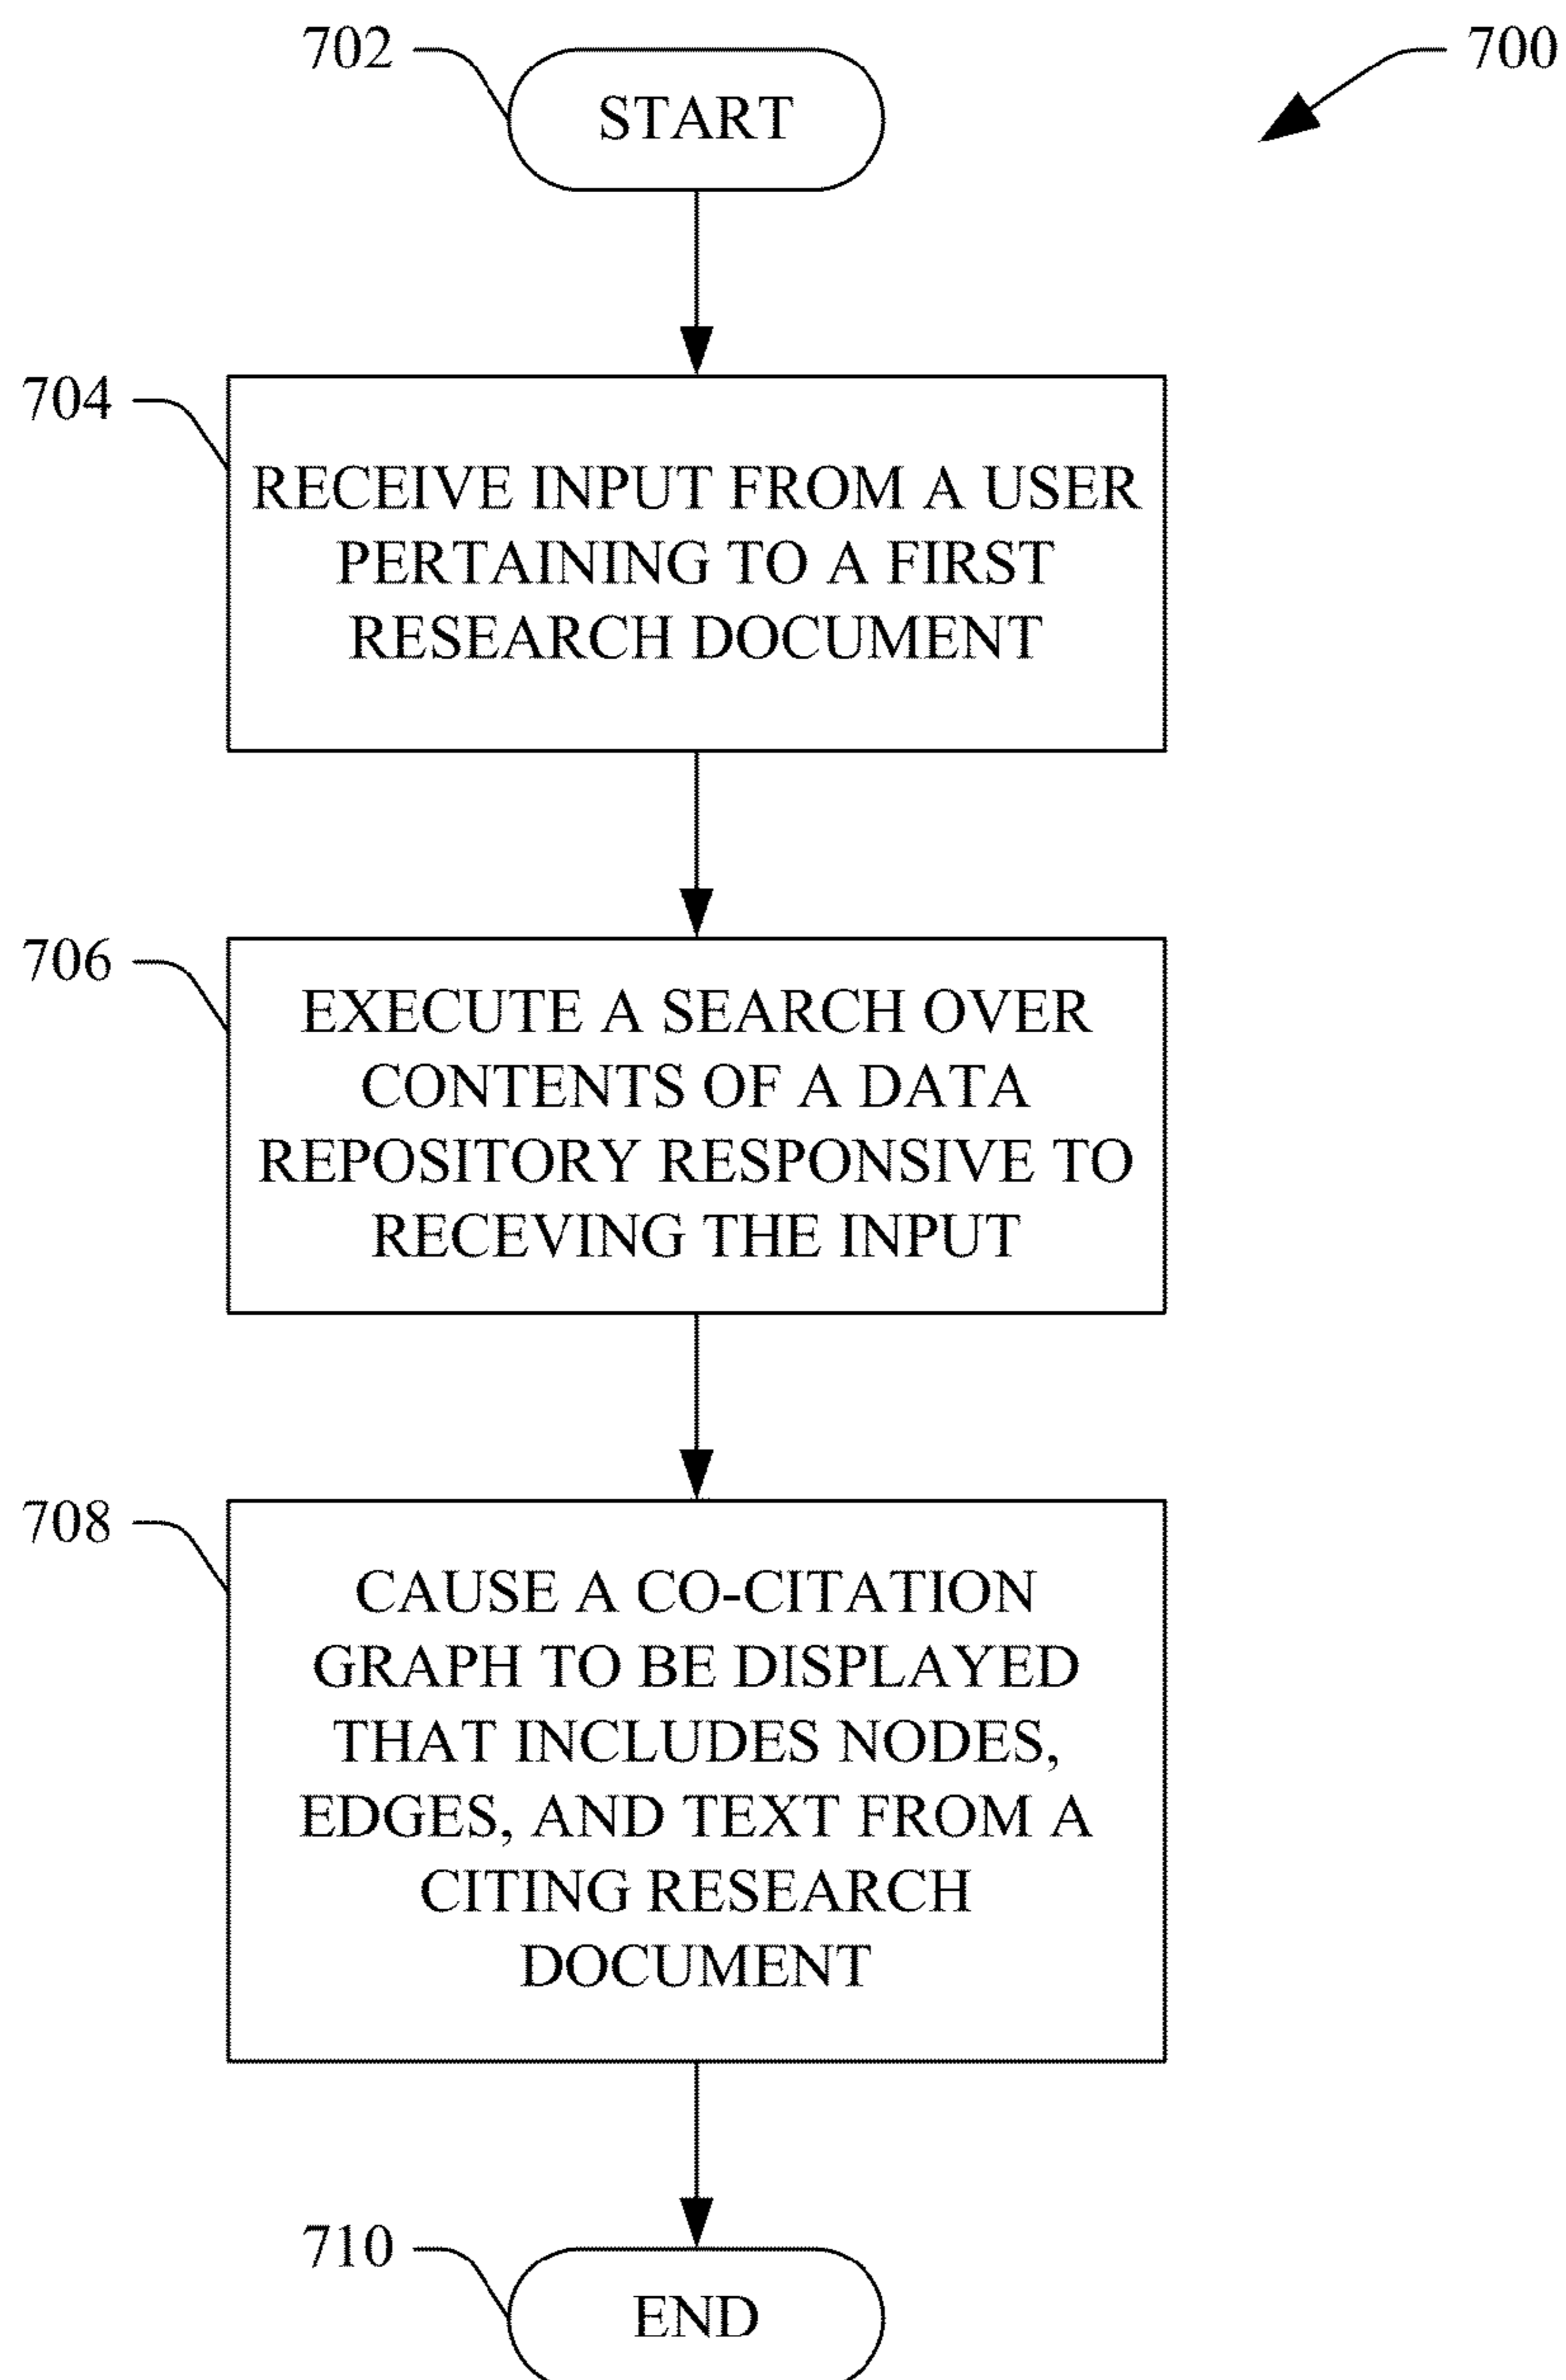 702
START
700
704
RECEIVE INPUT FROM A USER
PERTAINING TO A FIRST
RESEARCH DOCUMENT
706
EXECUTE A SEARCH OVER
CONTENTS OF A DATA
REPOSITORY RESPONSIVE TO
RECEVING THE INPUT
708
CAUSE A CO-CITATION
GRAPH TO BE DISPLAYED
THAT INCLUDES NODES,
EDGES, AND TEXT FROM A
CITING RESEARCH
DOCUMENT
710
END